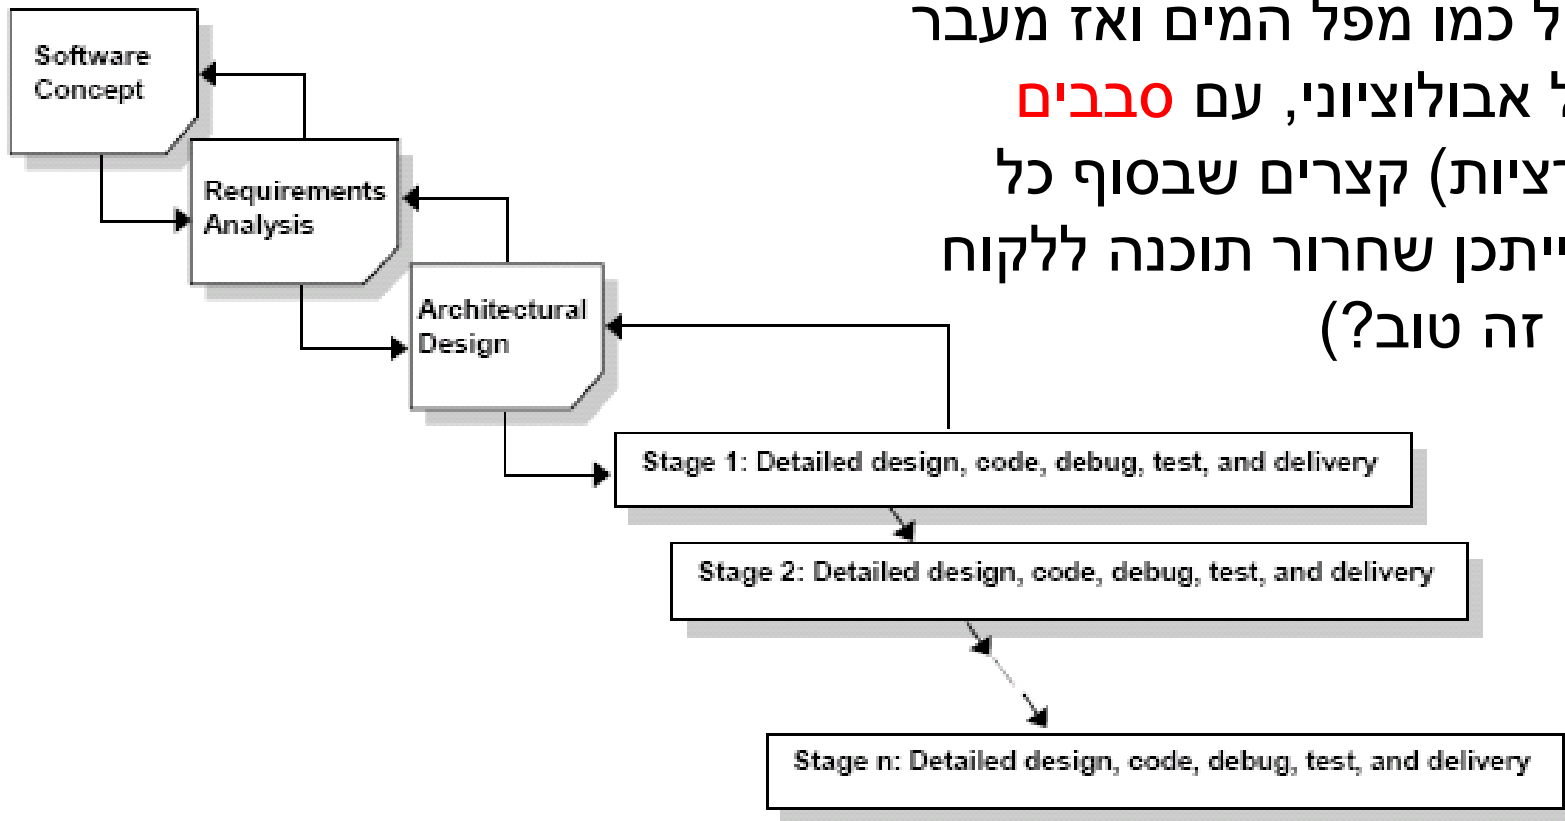 ל כמו מפל המים ואז מעבר
אבולוציוני, עם סבבים
קצרים שבסוף כל
ייתכן שחרור תוכנה ללקוח
זה טוב?)
Software
Concept
Requirements
Analysis
Architectural
Design
Stage 1: Detailed design, code, debug, test, and delivery
Stage 2: Detailed design, code, debug, test, and delivery
Stage n: Detailed design, code, debug, test, and delivery